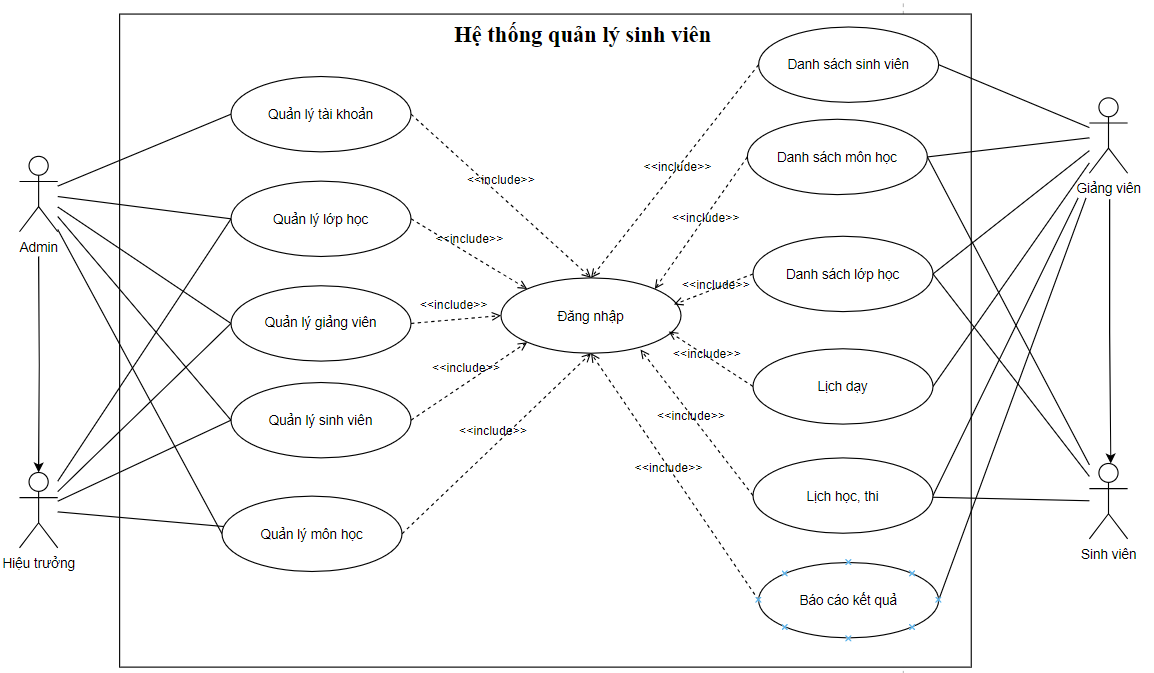 Hệ thống quản lý sinh viên
Danh sách sinh viên
Quản lý tài khoản
Danh sách môn học
<<include>>
<<include>>
Giảng viên
Quản lý lớp học
<<include>>
<<include>>
Admin
Danh sách lớp học
<<include>>
<<include>>
Quản lý giảng viên
Đăng nhập
<<include>>
<<include>>
Lịch dạy
Quản lý sinh viên
<<include>>
<<include>>
<<include>>
Lịch học, thi
Quản lý môn học
Sinh viên
Hiệu trưởng
Báo cáo kết quả